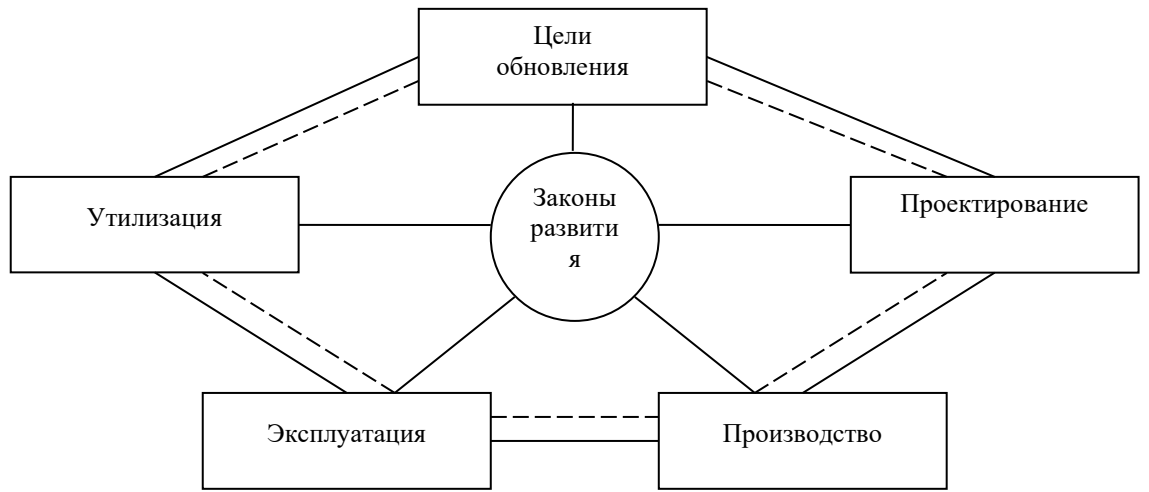 Цели
обновления
Утилизация
Законы
развити
я
Проектирование
Эксплуатация
Производство